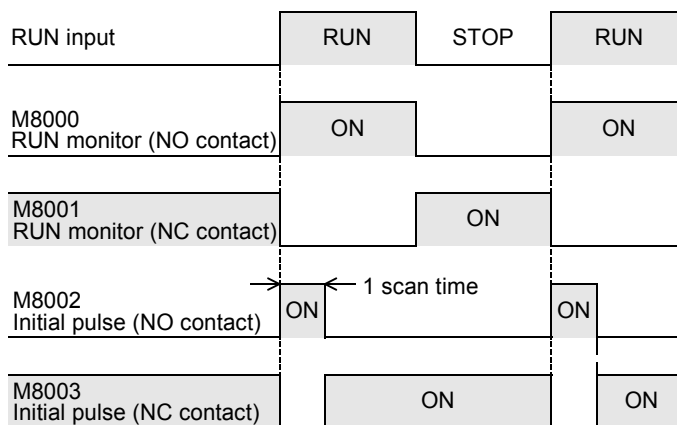 RUN input RUN STOP RUN
M8000
RUN monitor (NO contact) ON ON
M8001
RUN monitor (NC contact) ON
M8002
Initial pulse (NO contact) ON 1 scan time ON
M8003
Initial pulse (NC contact) ON ON